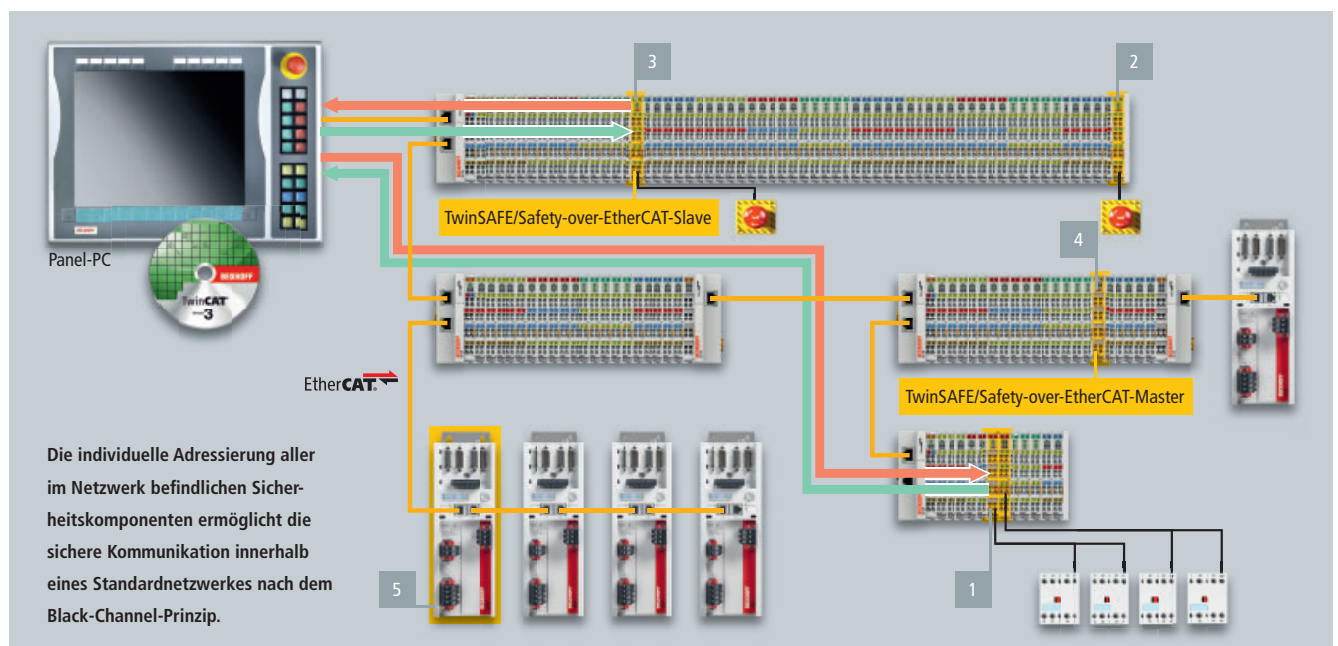 3
2
TwinSAFE/Safety-over-EtherCAT-Slave
4
Panel-PC
BECKHOFF
TwinCAT
3
EtherCAT
TwinSAFE/Safety-over-EtherCAT-Master
Die individuelle Adressierung aller
im Netzwerk befindlichen Sicher-
heitskomponenten ermöglicht die
sichere Kommunikation innerhalb
eines Standardnetzwerkes nach dem
Black-Channel-Prinzip.
5
1